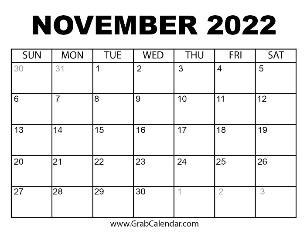 NOVEMBER 2022
SUN MON TUE WED THU FRI SAT
30 31 1 2 3 4 5
6 7 8 9 10 11 12
13 14 15 16 17 18 19
20 21 22 23 24 25 26
27 28 29 30 1 2 3
www.GrabCalendar.com